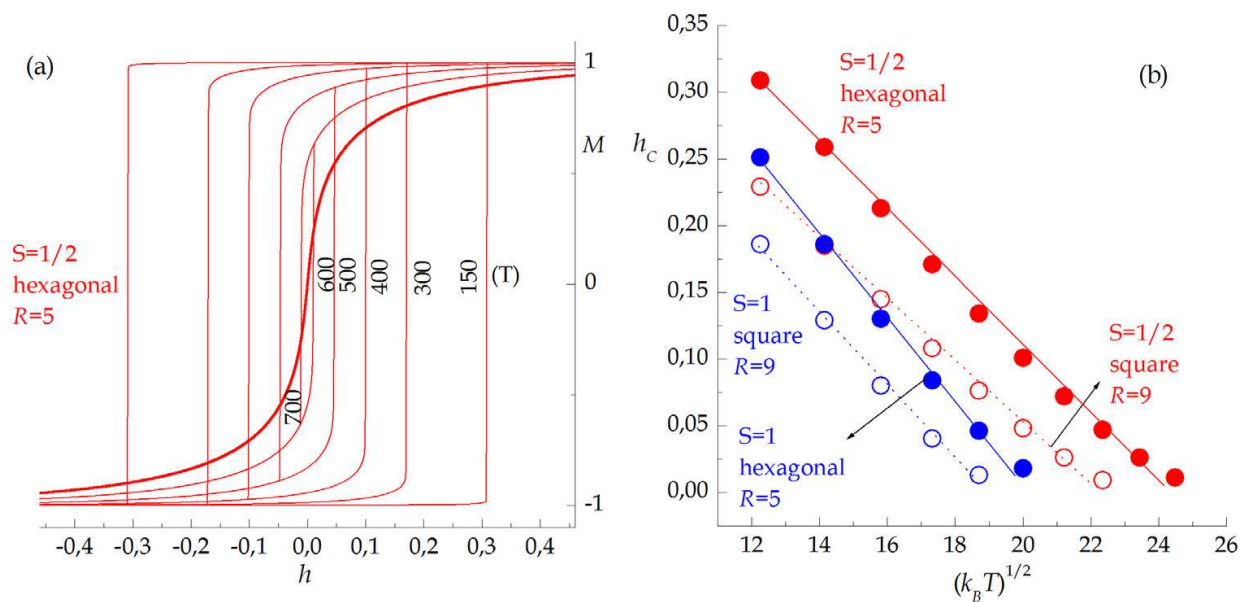 (a)
1
M
0
-1
S=1/2
hexagonal
R=5
600
500
400
300
150
(T)
700
-0,4
-0,3
-0,2
-0,1
0,0
0,1
0,2
0,3
0,4
h
(b)
0,35
0,30
0,25
0,20
0,15
0,10
0,05
0,00
h_C
S=1/2
hexagonal
R=5
S=1
square
R=9
S=1/2
square
R=9
S=1
hexagonal
R=5
12
14
16
18
20
22
24
26
(k_B T)^{1/2}